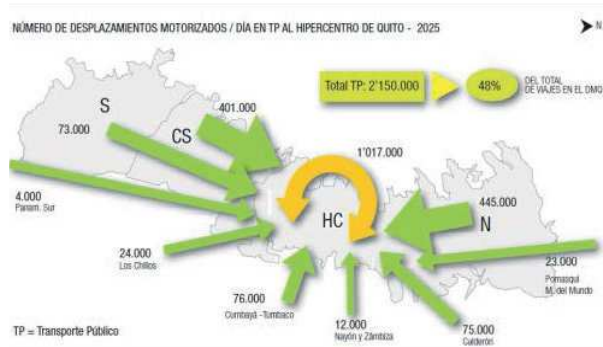 NÚMERO DE DESPLAZAMIENTOS MOTORIZADOS / DÍA EN TP AL HIPERCENTRO DE QUITO - 2025
N
Total TP: 2'150.000
48%
DEL TOTAL
DE VIAJES EN EL DMQ
S
401.000
73.000
CS
1'017.000
4.000
Panam. Sur
HC
445.000
N
24.000
Los Chillos
23.000
Pomasqui
M. del Mundo
76.000
Cumbayá -Tumbaco
12.000
Nayón y Zámbiza
75.000
Calderón
TP = Transporte Público